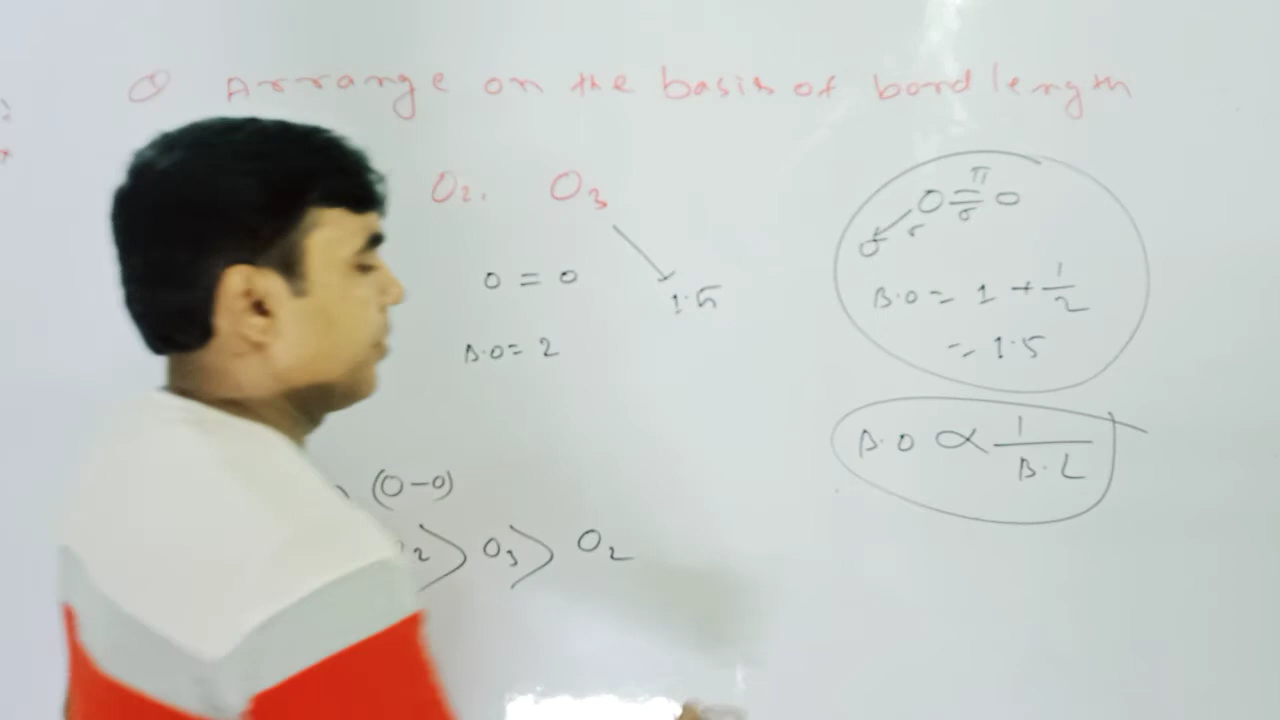 Q Arrange on the basis of bond length
O2, O3
O = O
1.5
B.O = 2
π
O = O
σ
σ
O
B.O = 1 + 1/2
= 1.5
B.O ∝ 1/B.L
(O-O)
2 > O3 > O2